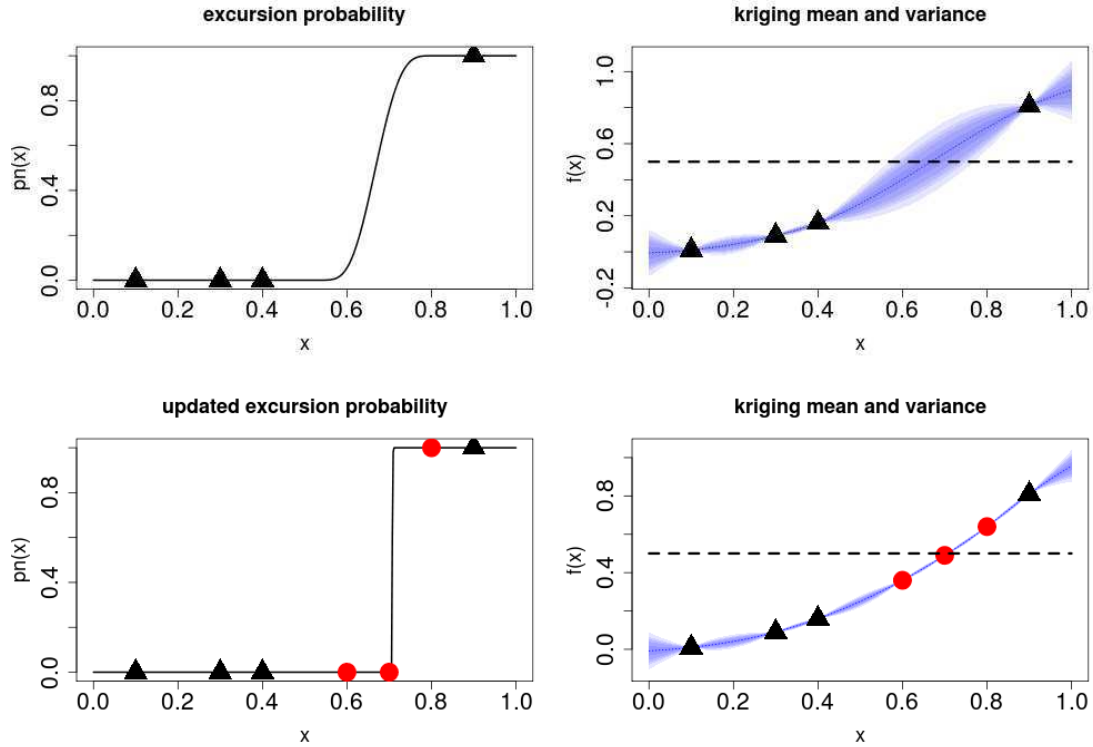 excursion probability
pn(x)
0.0 0.4 0.8
0.0 0.2 0.4 0.6 0.8 1.0
x
kriging mean and variance
f(x)
-0.2 0.2 0.6 1.0
0.0 0.2 0.4 0.6 0.8 1.0
x
updated excursion probability
pn(x)
0.0 0.4 0.8
0.0 0.2 0.4 0.6 0.8 1.0
x
kriging mean and variance
f(x)
0.0 0.4 0.8
0.0 0.2 0.4 0.6 0.8 1.0
x